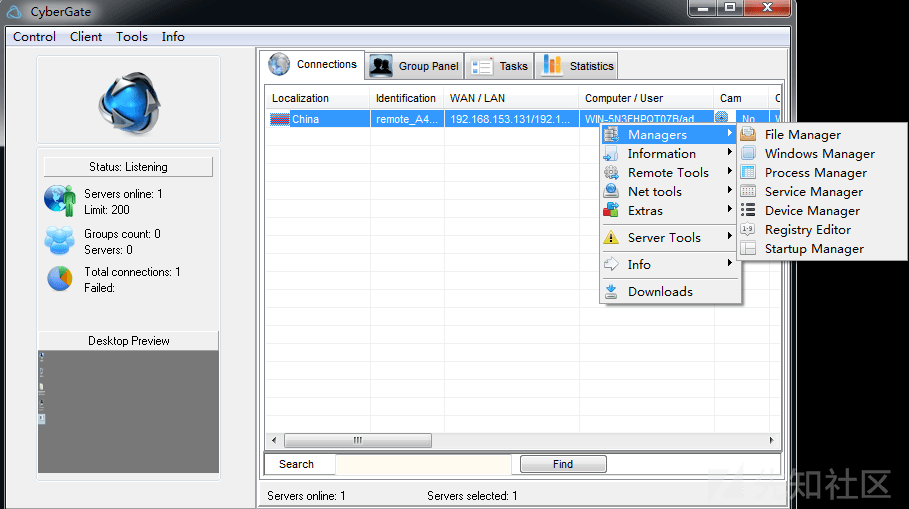 CyberGate
Control Client Tools Info
Connections Group Panel Tasks Statistics
Localization Identification WAN / LAN Computer / User Cam
China remote_A4... 192.168.153.131/192.1... WIN-5N3FHPQT07B/ad No
Managers
Information
Remote Tools
Net tools
Extras
Server Tools
Info
Downloads
File Manager
Windows Manager
Process Manager
Service Manager
Device Manager
Registry Editor
Startup Manager
Status: Listening
Servers online: 1
Limit: 200
Groups count: 0
Servers: 0
Total connections: 1
Failed:
Desktop Preview
Search Find
Servers online: 1 Servers selected: 1
先知社区